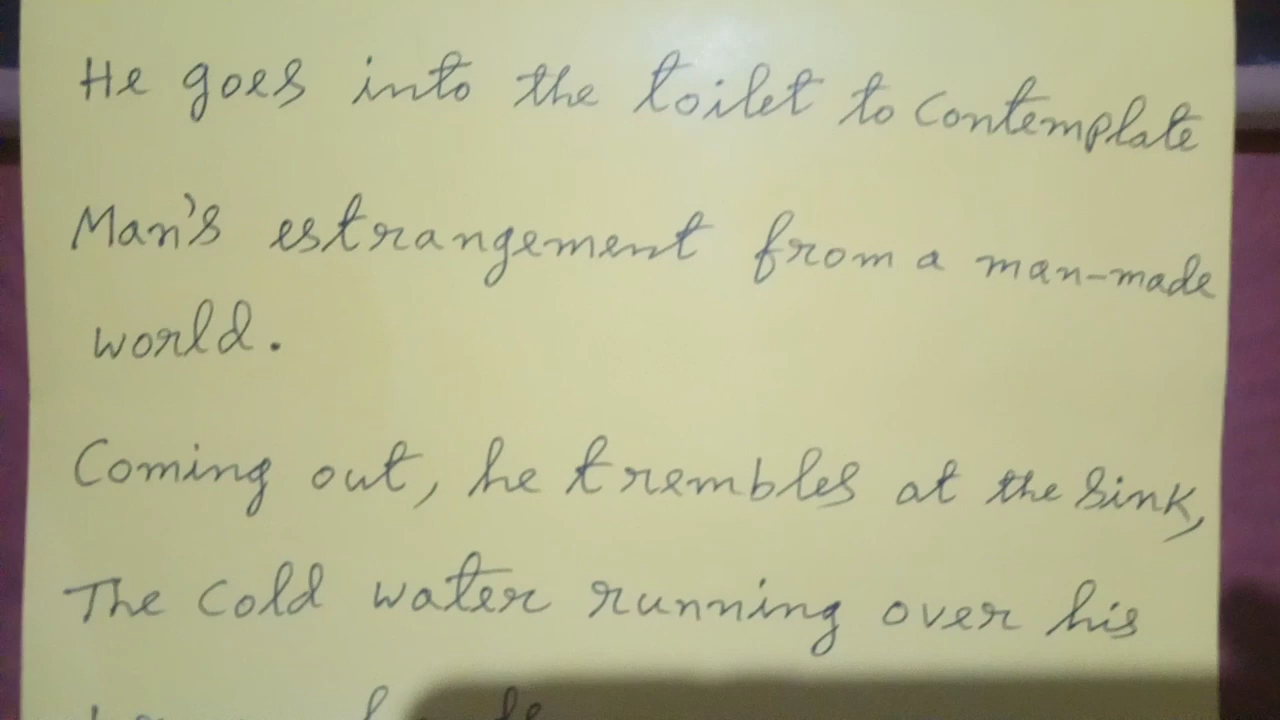 He goes into the toilet to contemplate
Man's estrangement from a man-made
world.
Coming out, he trembles at the sink,
The cold water running over his